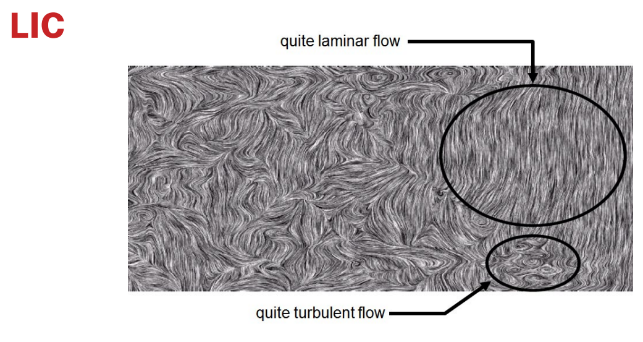 LIC
quite laminar flow
quite turbulent flow